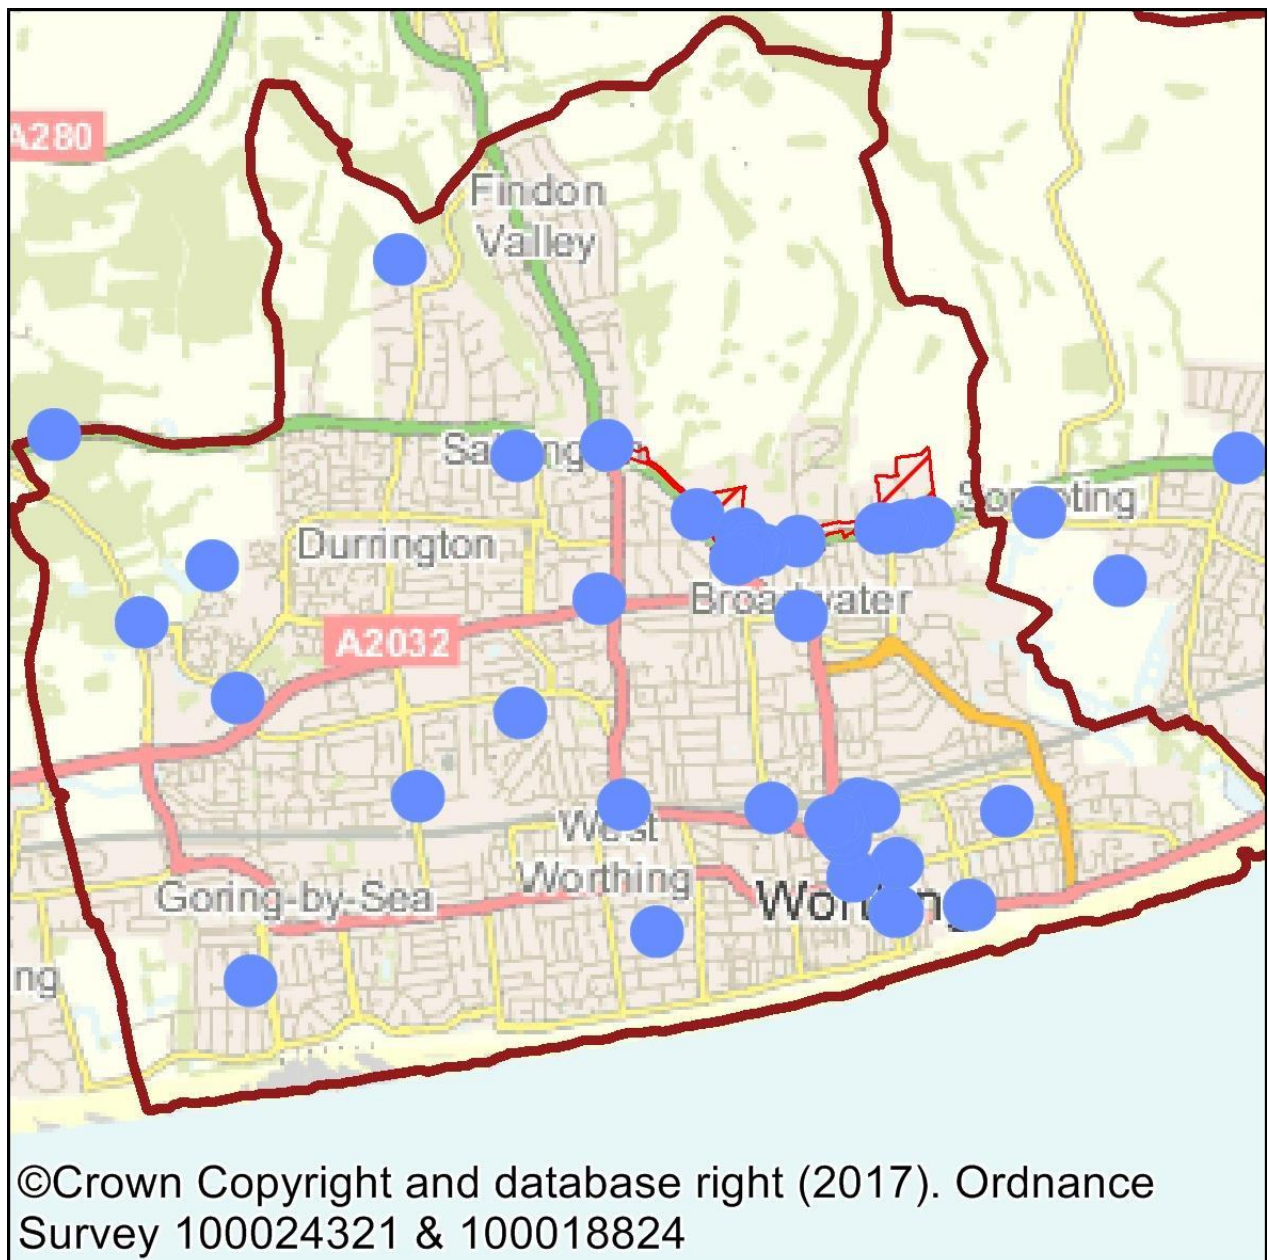 A280
Findon
Valley
Durrington
A2032
West
Worthing
Goring-by-Sea
ng
©Crown Copyright and database right (2017). Ordnance
Survey 100024321 & 100018824